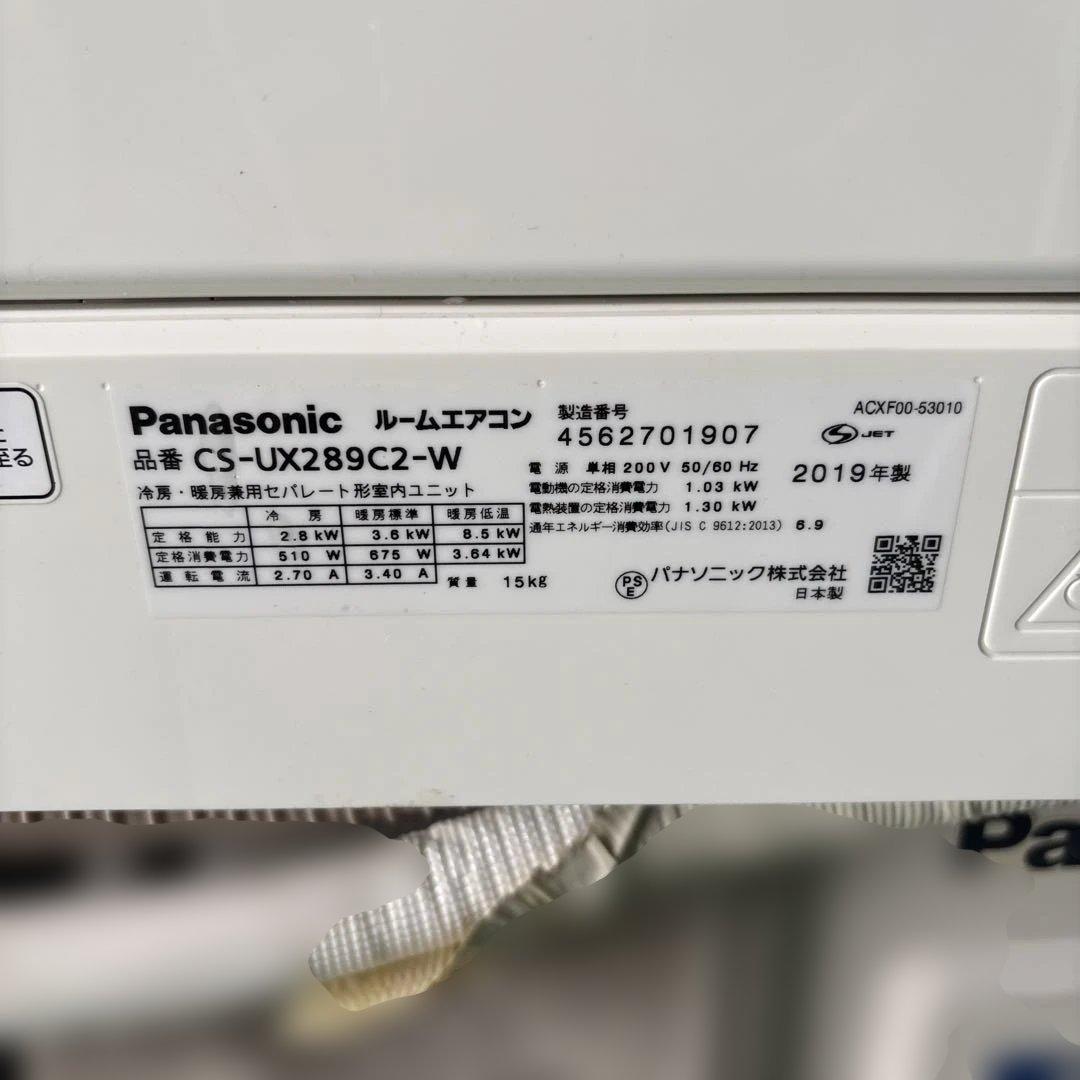 Panasonic ルームエアコン
品番 CS-UX289C2-W
冷房・暖房兼用セパレート形室内ユニット
冷房 暖房標準 暖房低温
定格能力 2.8 kW 3.6 kW 8.5 kW
定格消費電力 510 W 675 W 3.64 kW
運転電流 2.70 A 3.40 A
質量 15kg
製造番号
4562701907
ACXF00-53010
JET
電源 単相 200V 50/60 Hz
電動機の定格消費電力 1.03 kW
電熱装置の定格消費電力 1.30 kW
通年エネルギー消費効率(JIS C 9612:2013) 6.9
2019年製
PSE パナソニック株式会社
日本製
至る
Pa